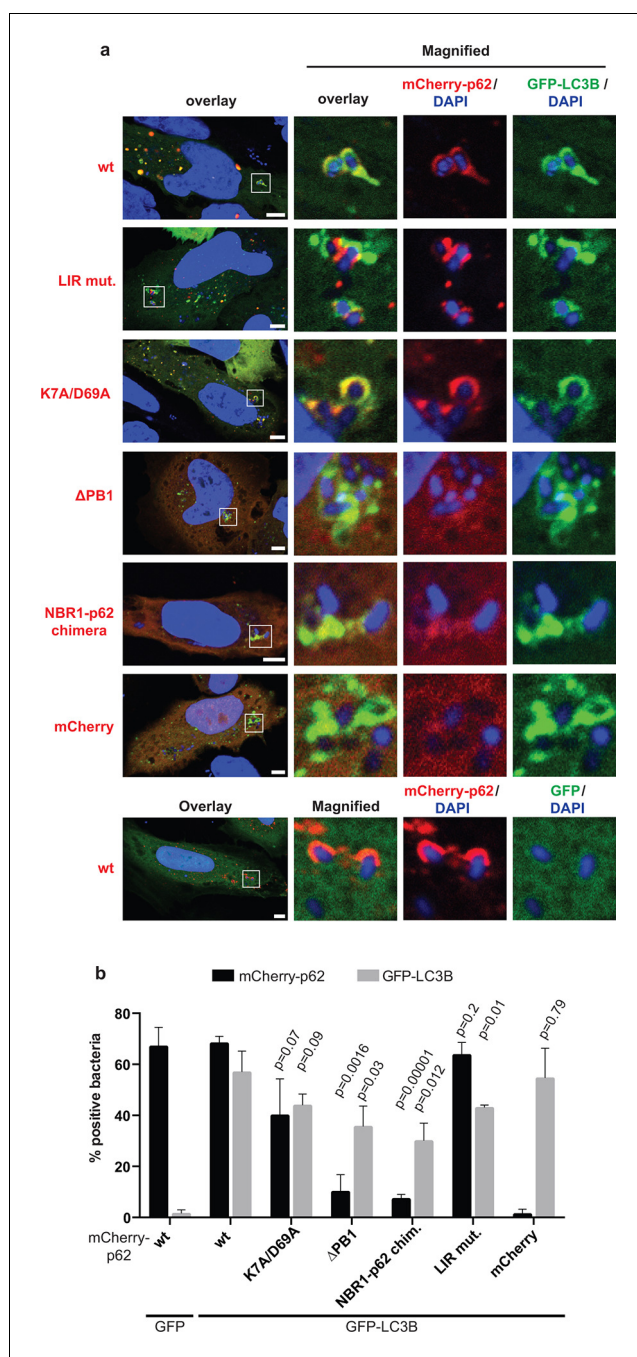 a
Magnified
overlay
overlay
mCherry-p62/
DAPI
GFP-LC3B /
DAPI
wt
LIR mut.
K7A/D69A
ΔPB1
NBR1-p62
chimera
mCherry
Overlay
Magnified
mCherry-p62/
DAPI
GFP/
DAPI
wt
b
mCherry-p62
GFP-LC3B
% positive bacteria
80
60
40
20
0
p=0.07
p=0.09
p=0.0016
p=0.03
p=0.00001
p=0.012
p=0.2
p=0.01
p=0.79
mCherry-
p62
wt
wt
K7A/D69A
ΔPB1
NBR1-p62 chim.
LIR mut.
mCherry
GFP
GFP-LC3B